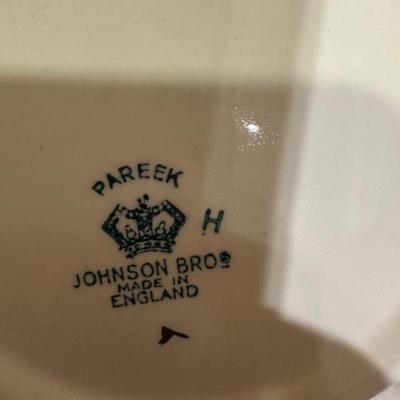 PAREEK
H
JOHNSON BROS
MADE IN
ENGLAND